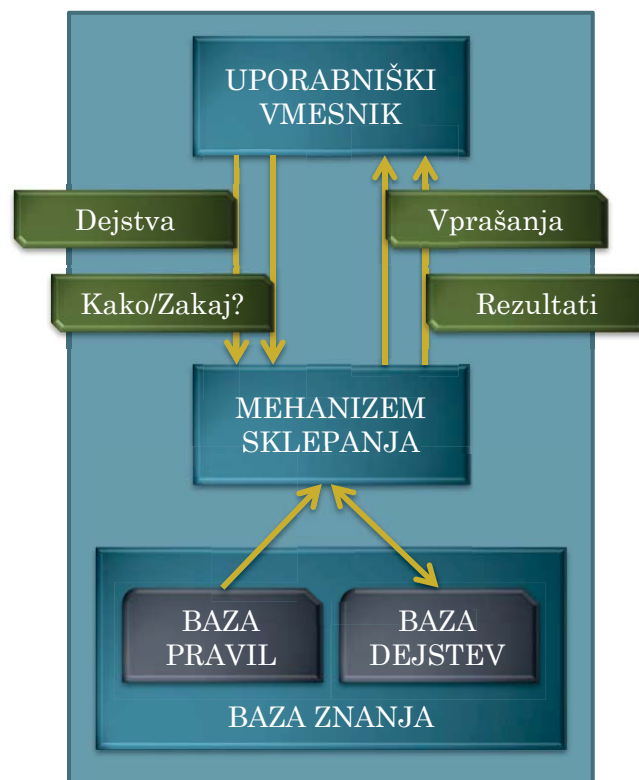 UPORABNIŠKI
VMESNIK
Dejstva
Vprašanja
Kako/Zakaj?
Rezultati
MEHANIZEM
SKLEPANJA
BAZA
PRAVIL
BAZA
DEJSTEV
BAZA ZNANJA